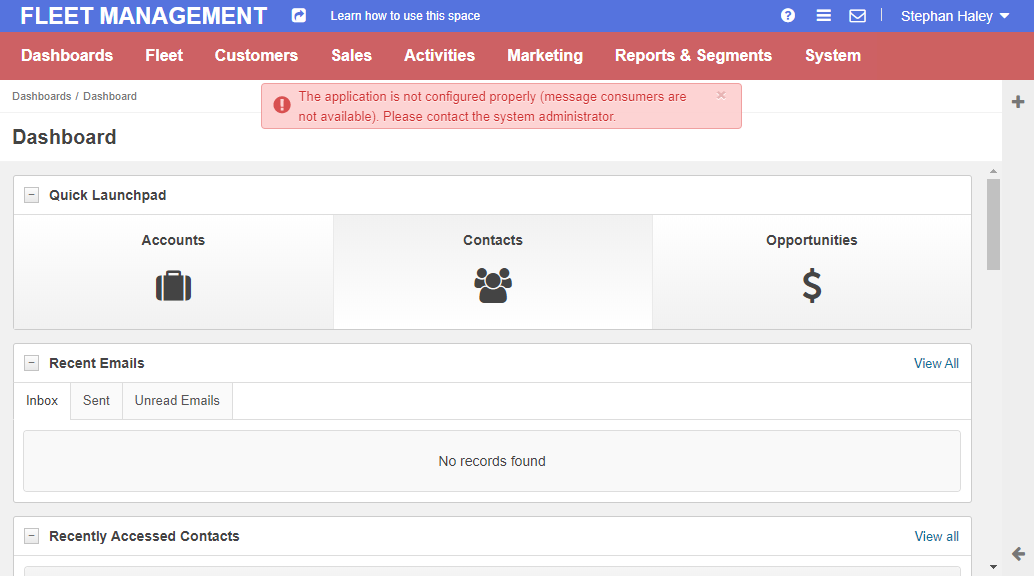 FLEET MANAGEMENT
Learn how to use this space
Stephan Haley
Dashboards Fleet Customers Sales Activities Marketing Reports & Segments System
Dashboards / Dashboard
The application is not configured properly (message consumers are
not available). Please contact the system administrator.
×
Dashboard
Quick Launchpad
Accounts
Contacts
Opportunities
Recent Emails
View All
Inbox
Sent
Unread Emails
No records found
Recently Accessed Contacts
View all